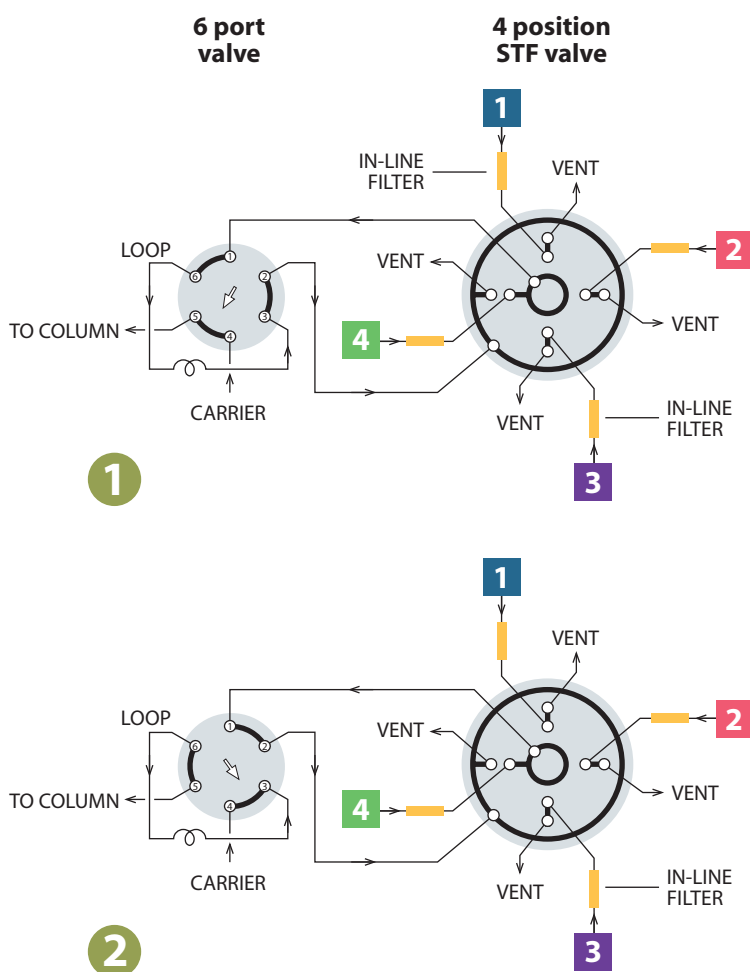 6 port
valve
4 position
STF valve
1
IN-LINE
FILTER
VENT
LOOP
1
2
6
VENT
2
5
3
TO COLUMN
4
4
VENT
CARRIER
VENT
IN-LINE
FILTER
1
3
1
VENT
LOOP
1
2
6
VENT
2
5
3
TO COLUMN
4
4
VENT
CARRIER
VENT
IN-LINE
FILTER
2
3